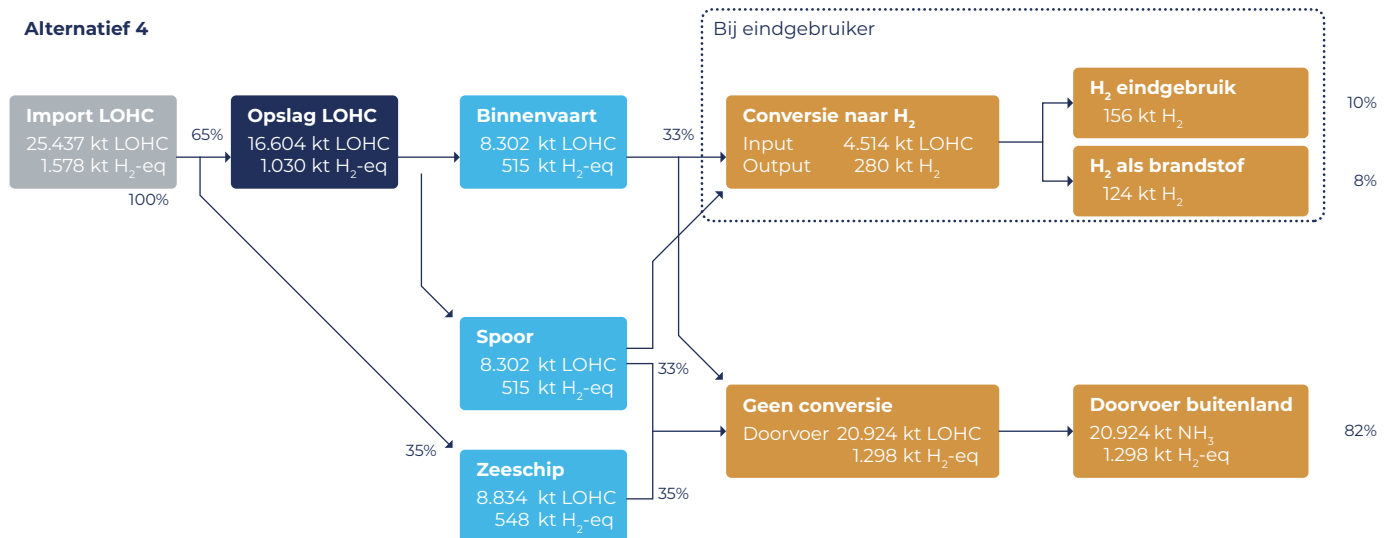 Alternatief 4
Bij eindgebruiker
Import LOHC
25.437 kt LOHC
1.578 kt H₂-eq
65%
100%
Opslag LOHC
16.604 kt LOHC
1.030 kt H₂-eq
Binnenvaart
8.302 kt LOHC
515 kt H₂-eq
33%
Conversie naar H₂
Input 4.514 kt LOHC
Output 280 kt H₂
H₂ eindgebruik
156 kt H₂
10%
H₂ als brandstof
124 kt H₂
8%
Spoor
8.302 kt LOHC
515 kt H₂-eq
33%
35%
Zeeschip
8.834 kt LOHC
548 kt H₂-eq
35%
Geen conversie
Doorvoer 20.924 kt LOHC
1.298 kt H₂-eq
Doorvoer buitenland
20.924 kt NH₃
1.298 kt H₂-eq
82%